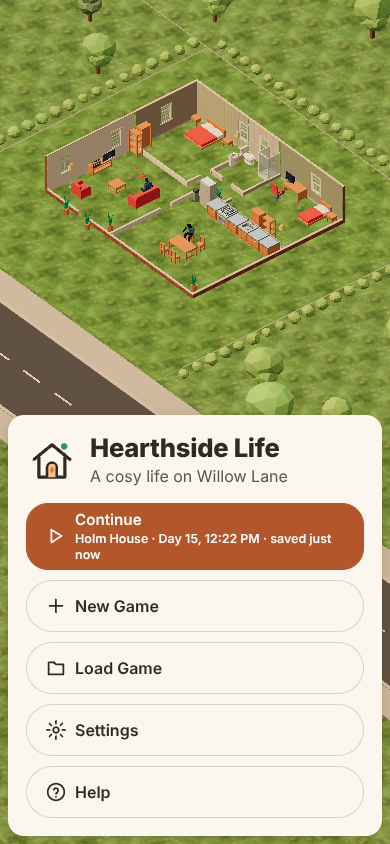 Hearthside Life
A cosy life on Willow Lane
Continue
Holm House · Day 15, 12:22 PM · saved just
now
New Game
Load Game
Settings
Help